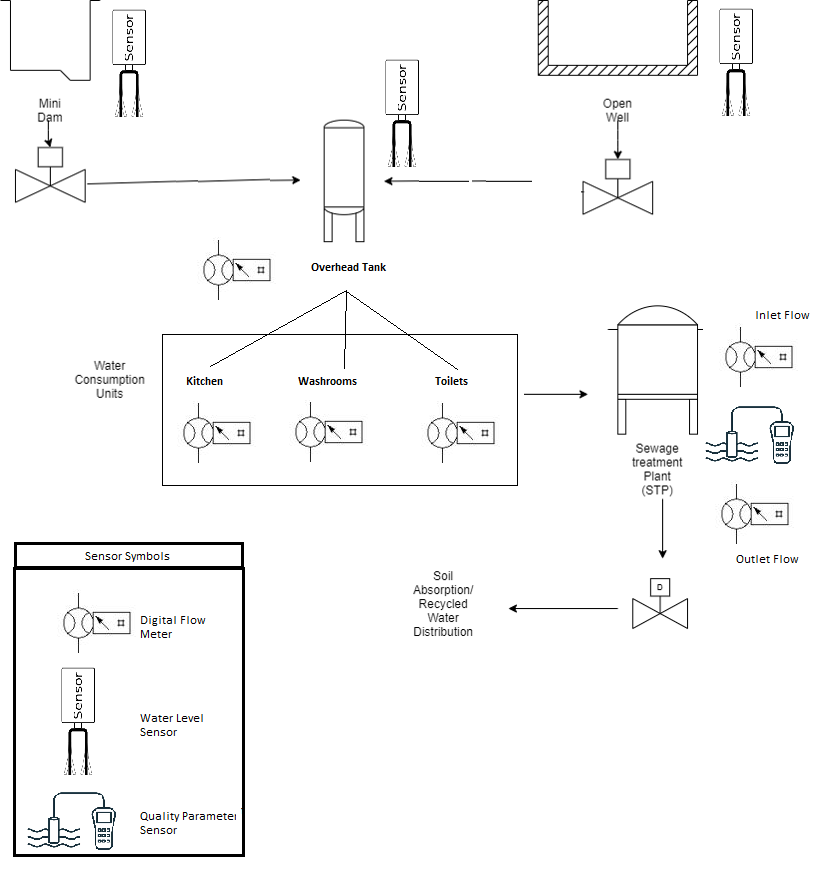 Sensor
Sensor
Sensor
Mini
Dam
Open
Well
Overhead Tank
Inlet Flow
Water
Consumption
Units
Kitchen
Washrooms
Toilets
Sewage
treatment
Plant
(STP)
Outlet Flow
Soil
Absorption/
Recycled
Water
Distribution
D
Sensor Symbols
Digital Flow
Meter
Sensor
Water Level
Sensor
Quality Parameter
Sensor